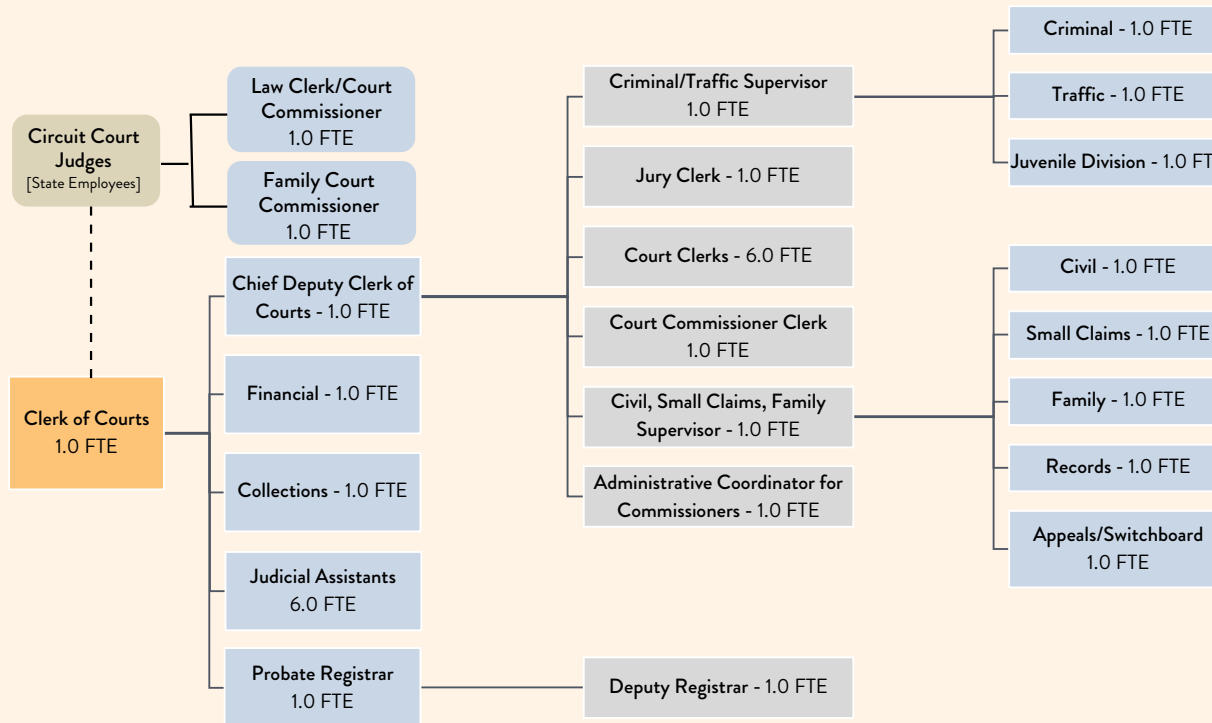 Circuit Court
Judges
[State Employees]
Clerk of Courts
1.0 FTE
Law Clerk/Court
Commissioner
1.0 FTE
Family Court
Commissioner
1.0 FTE
Chief Deputy Clerk of
Courts - 1.0 FTE
Financial - 1.0 FTE
Collections - 1.0 FTE
Judicial Assistants
6.0 FTE
Probate Registrar
1.0 FTE
Criminal/Traffic Supervisor
1.0 FTE
Jury Clerk - 1.0 FTE
Court Clerks - 6.0 FTE
Court Commissioner Clerk
1.0 FTE
Civil, Small Claims, Family
Supervisor - 1.0 FTE
Administrative Coordinator for
Commissioners - 1.0 FTE
Deputy Registrar - 1.0 FTE
Criminal - 1.0 FTE
Traffic - 1.0 FTE
Juvenile Division - 1.0 FT
Civil - 1.0 FTE
Small Claims - 1.0 FTE
Family - 1.0 FTE
Records - 1.0 FTE
Appeals/Switchboard
1.0 FTE